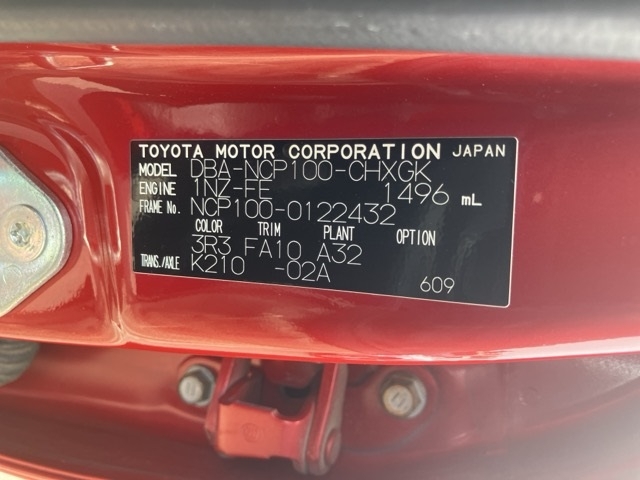 TOYOTA MOTOR CORPORATION JAPAN
MODEL DBA-NCP100-CHXGK
ENGINE 1NZ-FE 1496 mL
FRAME No. NCP100-0122432
COLOR TRIM PLANT OPTION
3R3 FA10 A32
TRANS./AXLE K210 -02A
609